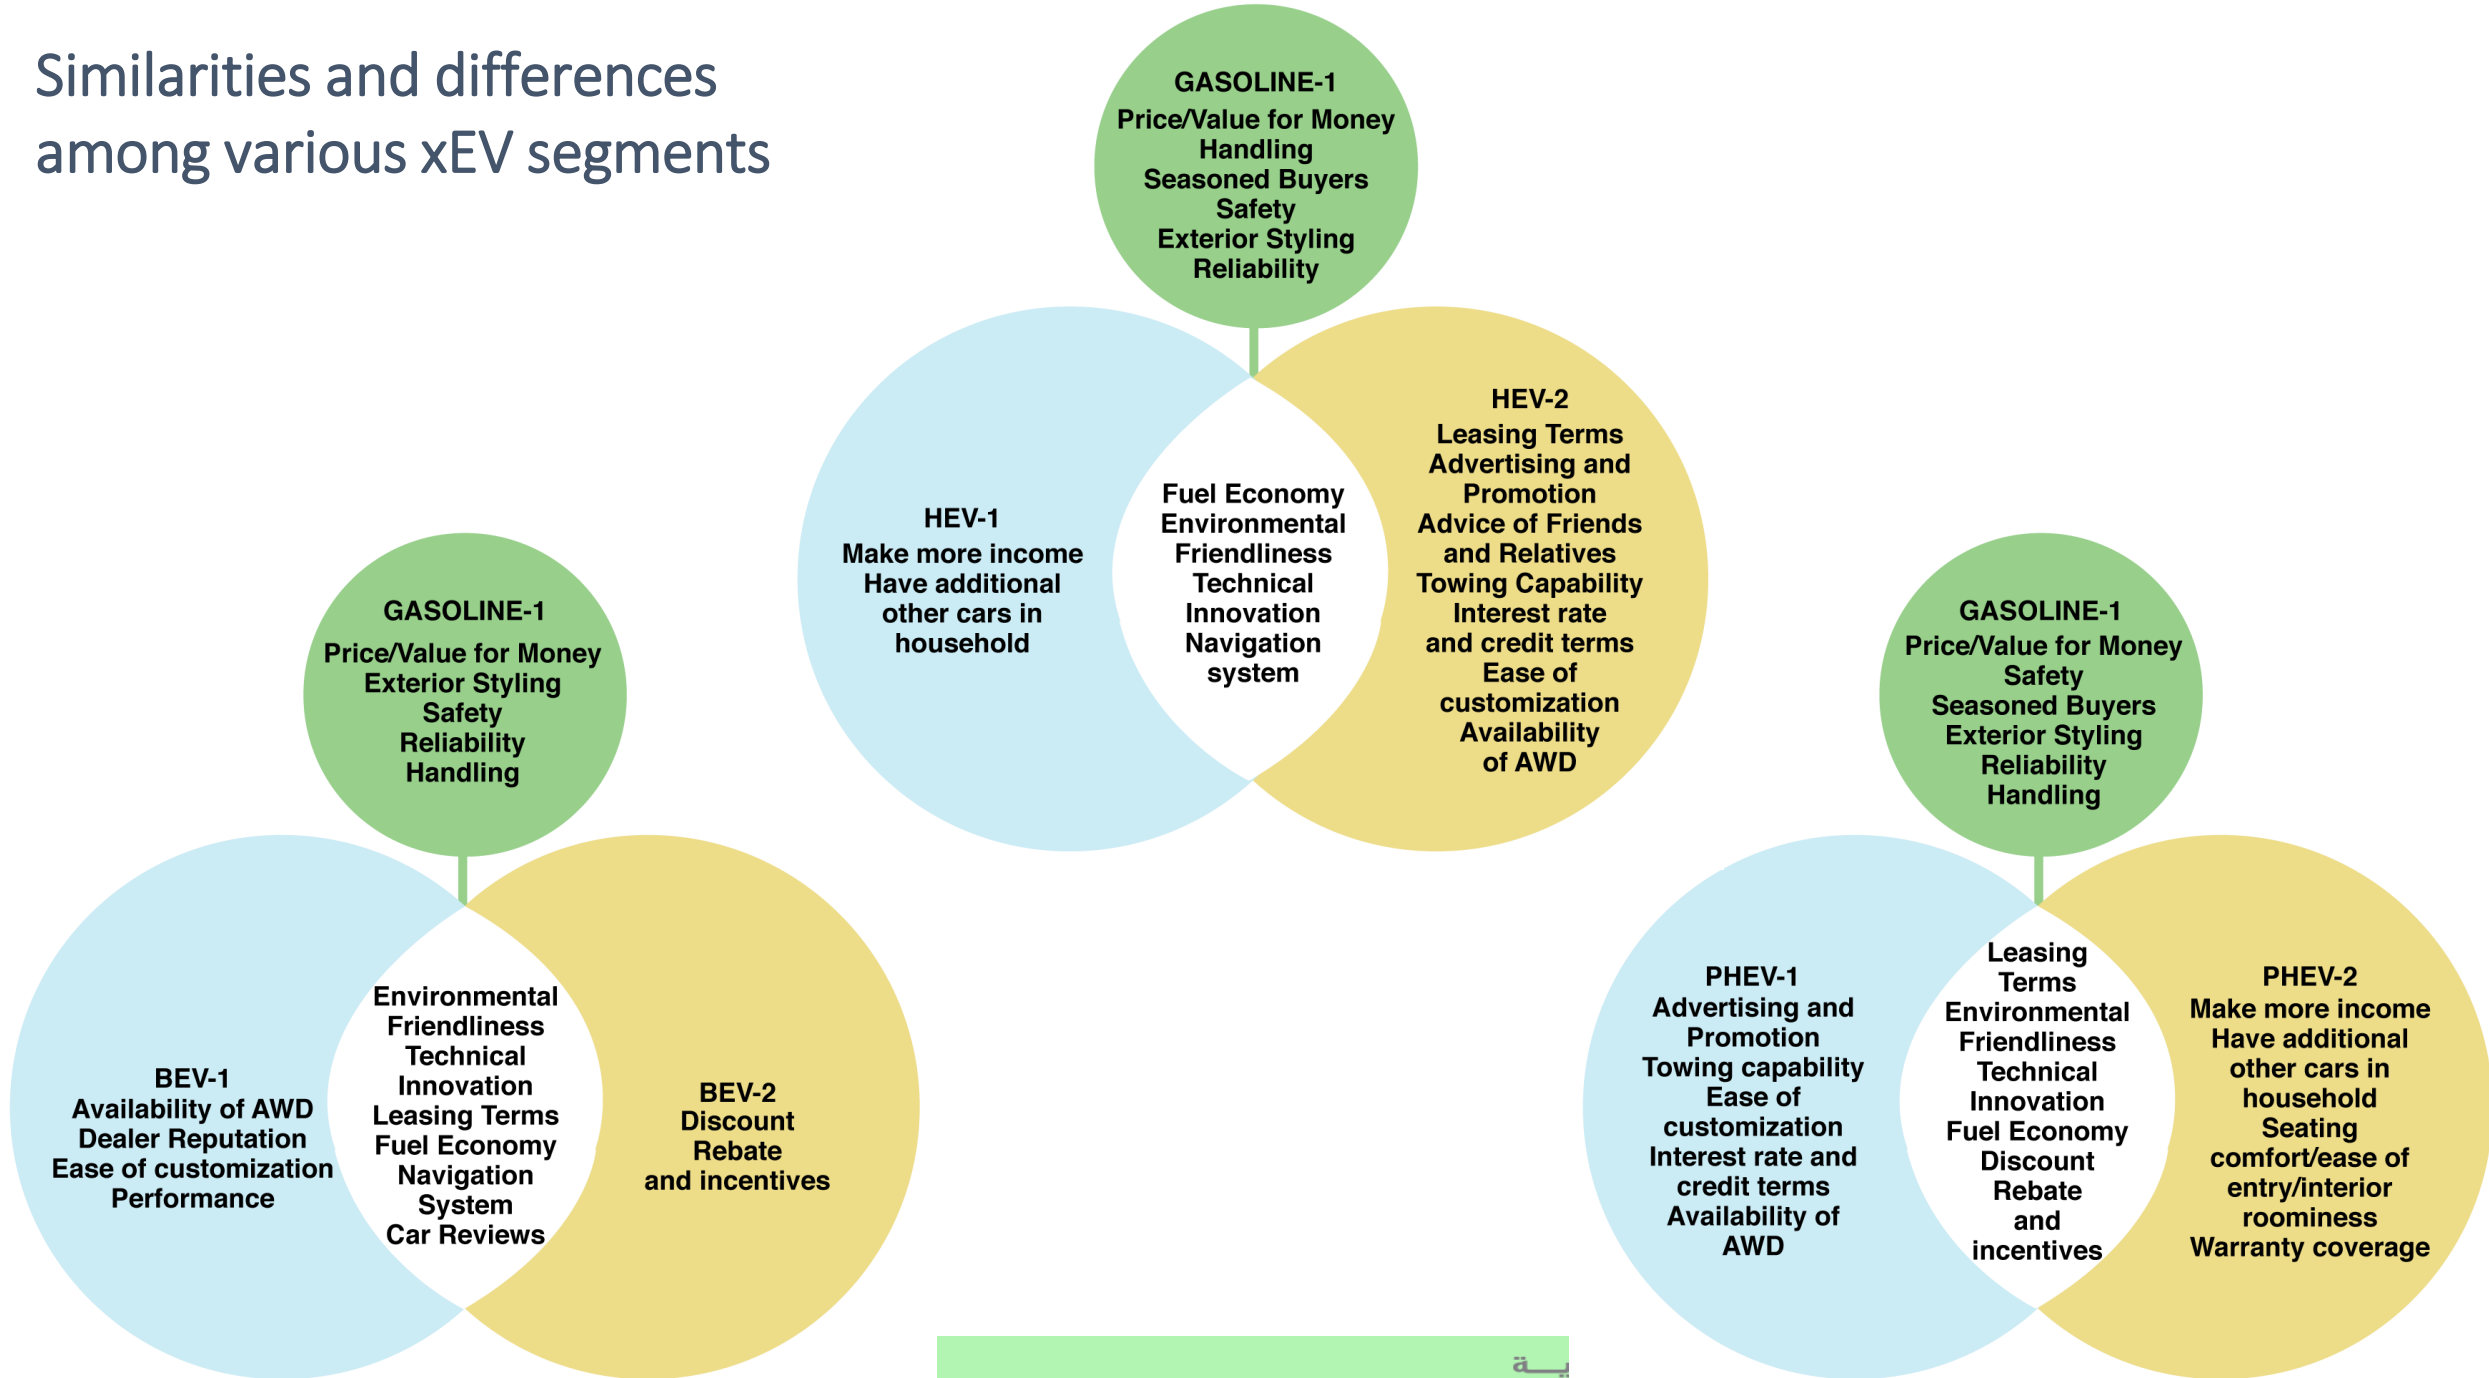 Similarities and differences
among various xEV segments
GASOLINE-1
Price/Value for Money
Handling
Seasoned Buyers
Safety
Exterior Styling
Reliability
HEV-1
Make more income
Have additional
other cars in
household
Fuel Economy
Environmental
Friendliness
Technical
Innovation
Navigation
system
HEV-2
Leasing Terms
Advertising and
Promotion
Advice of Friends
and Relatives
Towing Capability
Interest rate
and credit terms
Ease of
customization
Availability
of AWD
GASOLINE-1
Price/Value for Money
Exterior Styling
Safety
Reliability
Handling
BEV-1
Availability of AWD
Dealer Reputation
Ease of customization
Performance
Environmental
Friendliness
Technical
Innovation
Leasing Terms
Fuel Economy
Navigation
System
Car Reviews
BEV-2
Discount
Rebate
and incentives
GASOLINE-1
Price/Value for Money
Safety
Seasoned Buyers
Exterior Styling
Reliability
Handling
PHEV-1
Advertising and
Promotion
Towing capability
Ease of
customization
Interest rate and
credit terms
Availability of
AWD
Leasing
Terms
Environmental
Friendliness
Technical
Innovation
Fuel Economy
Discount
Rebate
and
incentives
PHEV-2
Make more income
Have additional
other cars in
household
Seating
comfort/ease of
entry/interior
roominess
Warranty coverage